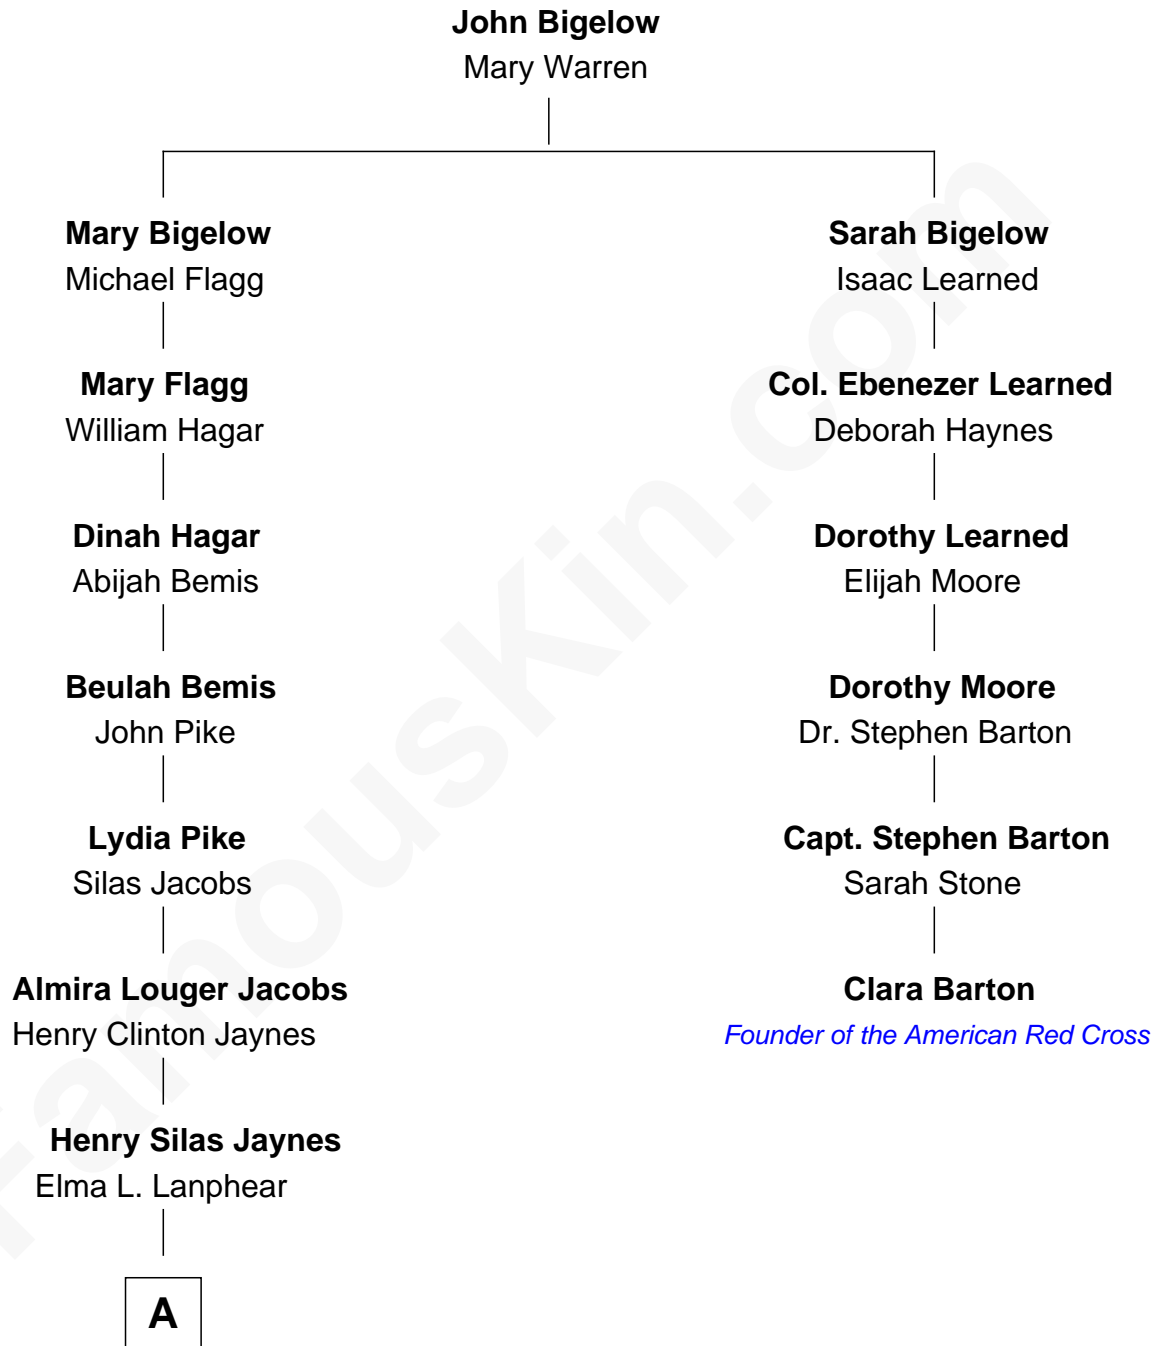 John Bigelow
Mary Warren
Mary Bigelow
Michael Flagg
Sarah Bigelow
Isaac Learned
Mary Flagg
William Hagar
Col. Ebenezer Learned
Deborah Haynes
Dinah Hagar
Abijah Bemis
Dorothy Learned
Elijah Moore
Beulah Bemis
John Pike
Dorothy Moore
Dr. Stephen Barton
Lydia Pike
Silas Jacobs
Capt. Stephen Barton
Sarah Stone
Almira Louger Jacobs
Henry Clinton Jaynes
Clara Barton
Founder of the American Red Cross
Henry Silas Jaynes
Elma L. Lanphear
A
FamousKin.com